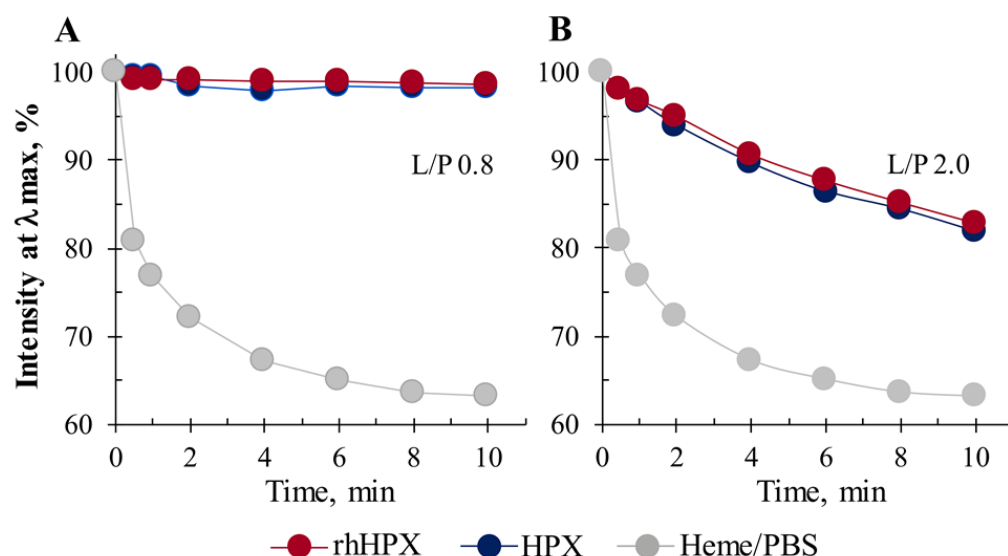 A
B
Intensity at λmax, %
100
90
80
70
60
L/P 0.8
0 2 4 6 8 10
Time, min
100
90
80
70
60
L/P 2.0
0 2 4 6 8 10
Time, min
rhHPX HPX Heme/PBS